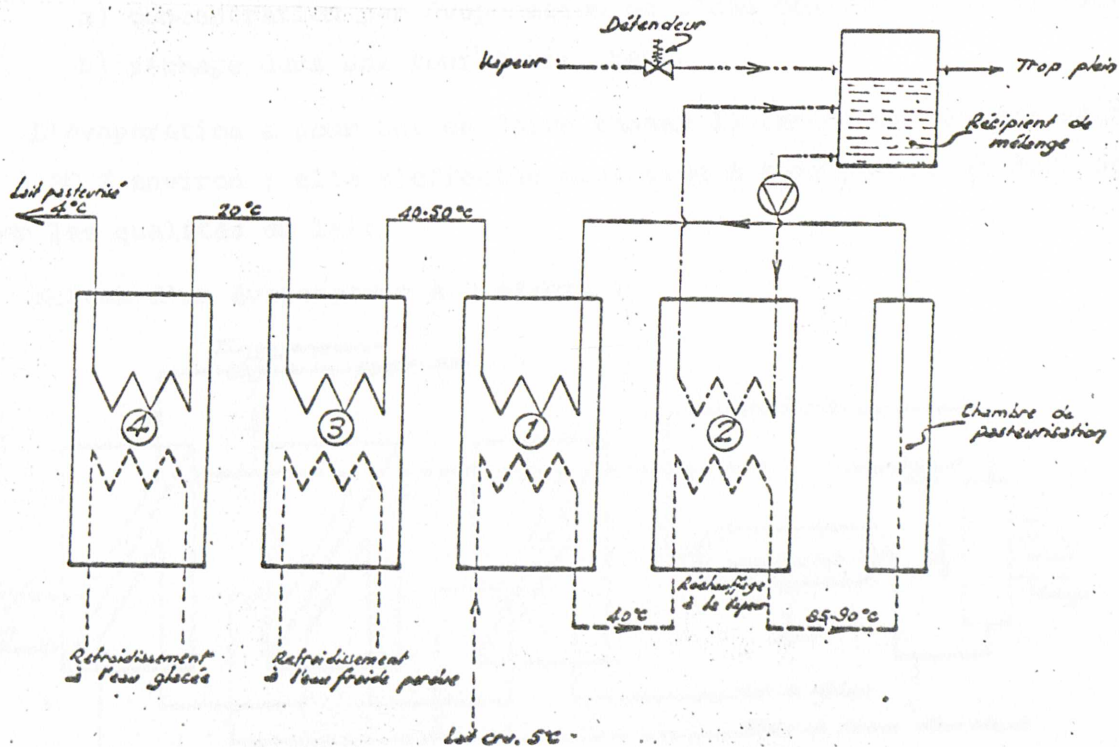 Détendeur
Vapeur
Trop plein
Récipient de
mélange
Lait pasteurisé
4°C
20°C
40-50°C
4
3
1
2
Chambre de
pasteurisation
Réchauffage
à la vapeur
40°C
85-90°C
Refroidissement
à l'eau glacée
Refroidissement
à l'eau froide perdue
Lait cru. 5°C